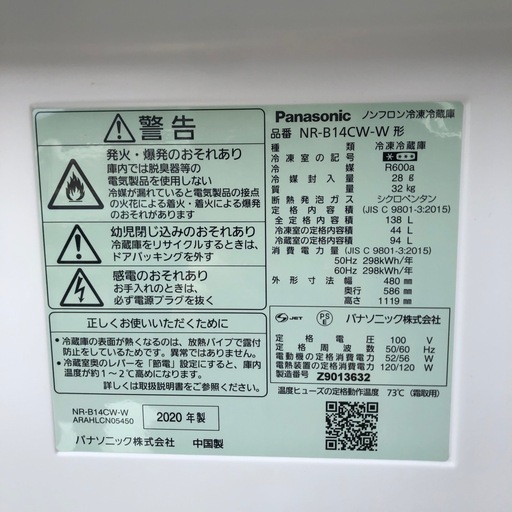 警告
発火・爆発のおそれあり
庫内では脱臭器等の
電気製品を使用しない
冷媒が漏れていると電気製品の接点
の火花による着火・着火による爆発
のおそれあり
幼児閉じ込みのおそれあり
冷蔵庫をリサイクルするときは、
ドアパッキングを外す
感電のおそれあり
お手入れのときは、
必ず電源プラグを抜く
正しくお使いいただくために
・冷蔵庫の表面が熱くなるのは、放熱パイプで露付
防止をしているためです。異常ではありません。
・冷蔵室奥のレバーを「節電」に設定すると、庫内
温度が約1~2℃高めになります。
詳しくは取扱説明書をご覧ください。
NR-B14CW-W
ARAHLCN05450
2020年製
パナソニック株式会社 中国製
Panasonic ノンフロン冷凍冷蔵庫
品番 NR-B14CW-W 形
種類 冷凍冷蔵庫
冷凍室の記号
冷媒 R600a
冷媒封入量 28 g
質量 32 kg
断熱発泡ガス シクロペンタン
定格内容積 (JIS C 9801-3:2015)
全定格内容積 138 L
冷凍室の定格内容積 44 L
冷蔵室の定格内容積 94 L
消費電力量 (JIS C 9801-3:2015)
50Hz 298kWh/年
60Hz 298kWh/年
外形寸法 幅 480 mm
奥行 586 mm
高さ 1119 mm
JET PS E パナソニック株式会社
定格電圧 100 V
定格周波数 50/60 Hz
電動機の定格消費電力 52/56 W
電熱装置の定格消費電力 120/120 W
製造番号 Z9013632
温度ヒューズの定格動作温度 73℃ (霜取用)